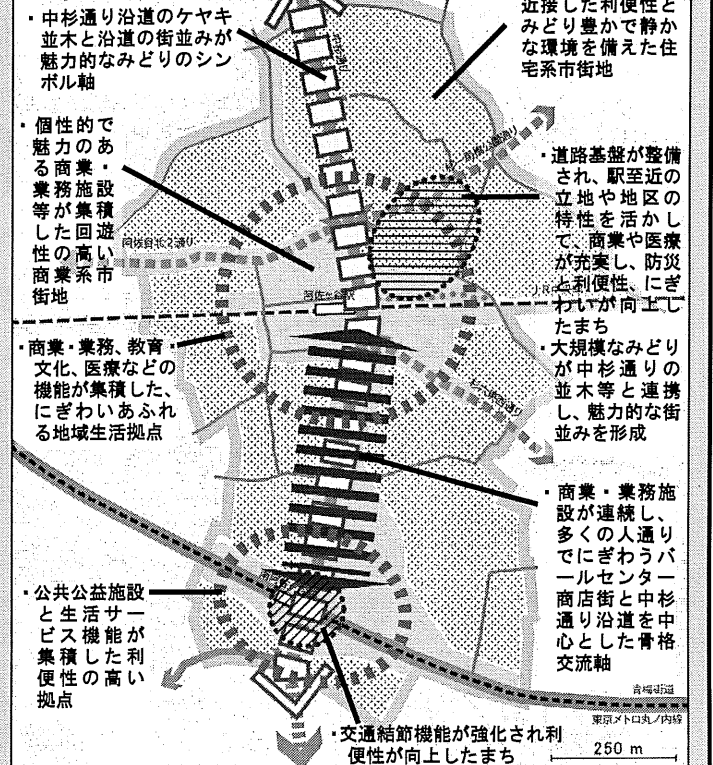 ・中杉通り沿道のケヤキ
並木と沿道の街並みが
魅力的なみどりのシン
ボル軸
近接した利便性と
みどり豊かで静か
な環境を備えた住
宅系市街地
・個性的で
魅力のあ
る商業・
業務施設
等が集積
した回遊
性の高い
商業系市
街地
・道路基盤が整備
され、駅至近の
立地や地区の
特性を活かし
て、商業や医療
が充実し、防災
と利便性、にぎ
わいが向上し
たまち
・大規模なみどり
が中杉通りの
並木等と連携
し、魅力的な街
並みを形成
・商業・業務、教育・
文化、医療などの
機能が集積した、
にぎわいあふれ
る地域生活拠点
・商業・業務施
設が連続し、
多くの人通り
でにぎわうパ
ールセンター
商店街と中杉
通り沿道を中
心とした骨格
交流軸
・公共公益施設
と生活サー
ビス機能が
集積した利
便性の高い
拠点
青梅街道
東京メトロ丸ノ内線
・交通結節機能が強化され利
便性が向上したまち
250 m